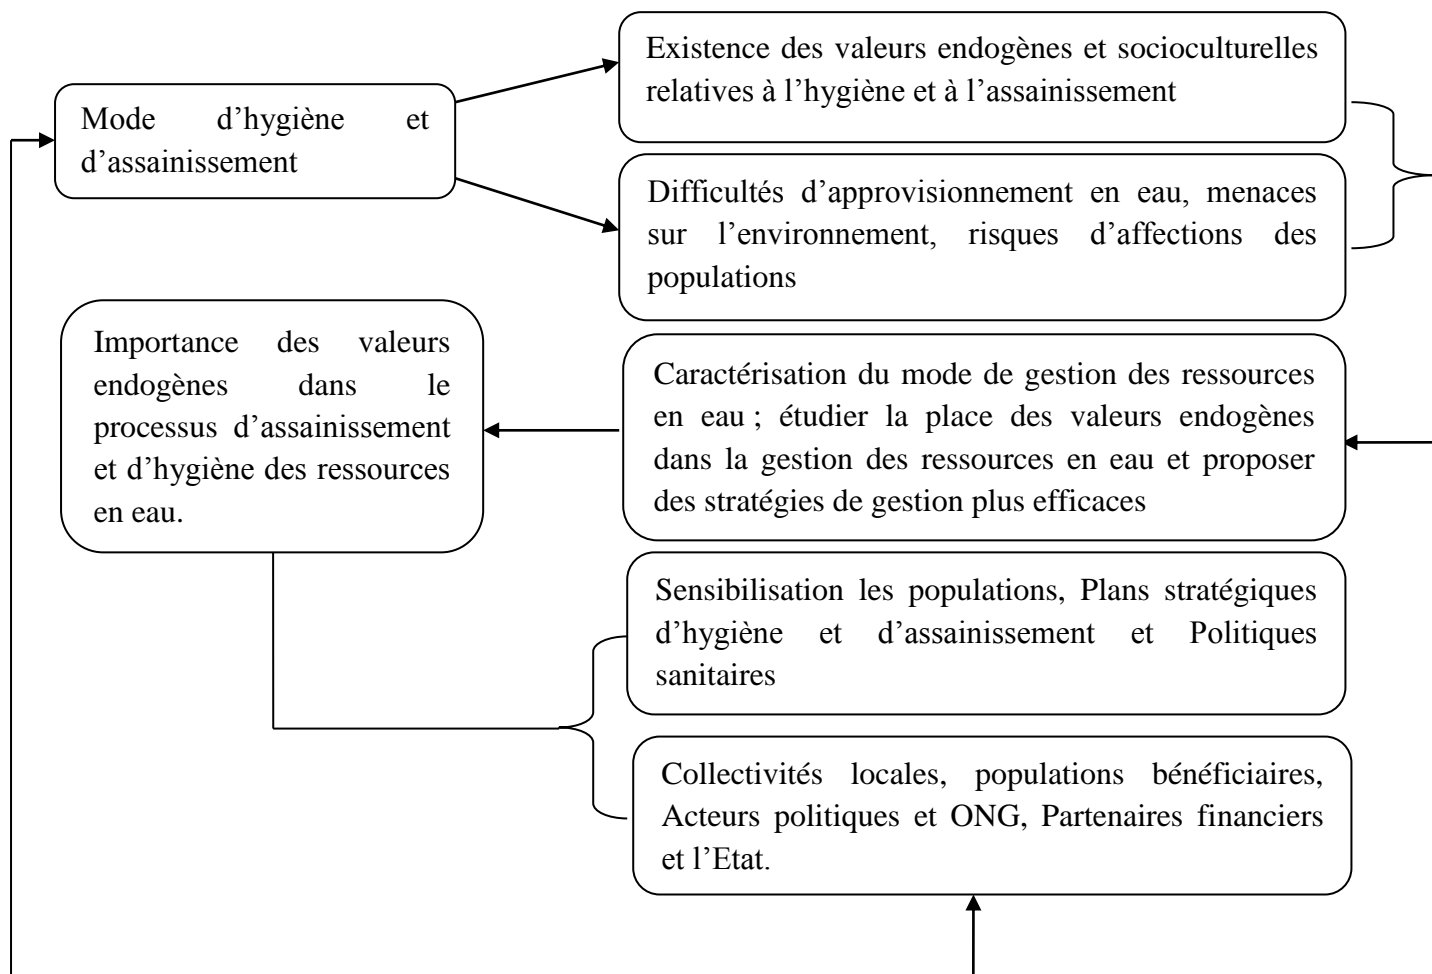 Existence des valeurs endogènes et socioculturelles
relatives à l’hygiène et à l’assainissement
Mode d’hygiène et
d’assainissement
Difficultés d’approvisionnement en eau, menaces
sur l’environnement, risques d’affections des
populations
Importance des valeurs
endogènes dans le
processus d’assainissement
et d’hygiène des ressources
en eau.
Caractérisation du mode de gestion des ressources
en eau ; étudier la place des valeurs endogènes
dans la gestion des ressources en eau et proposer
des stratégies de gestion plus efficaces
Sensibilisation les populations, Plans stratégiques
d’hygiène et d’assainissement et Politiques
sanitaires
Collectivités locales, populations bénéficiaires,
Acteurs politiques et ONG, Partenaires financiers
et l’Etat.